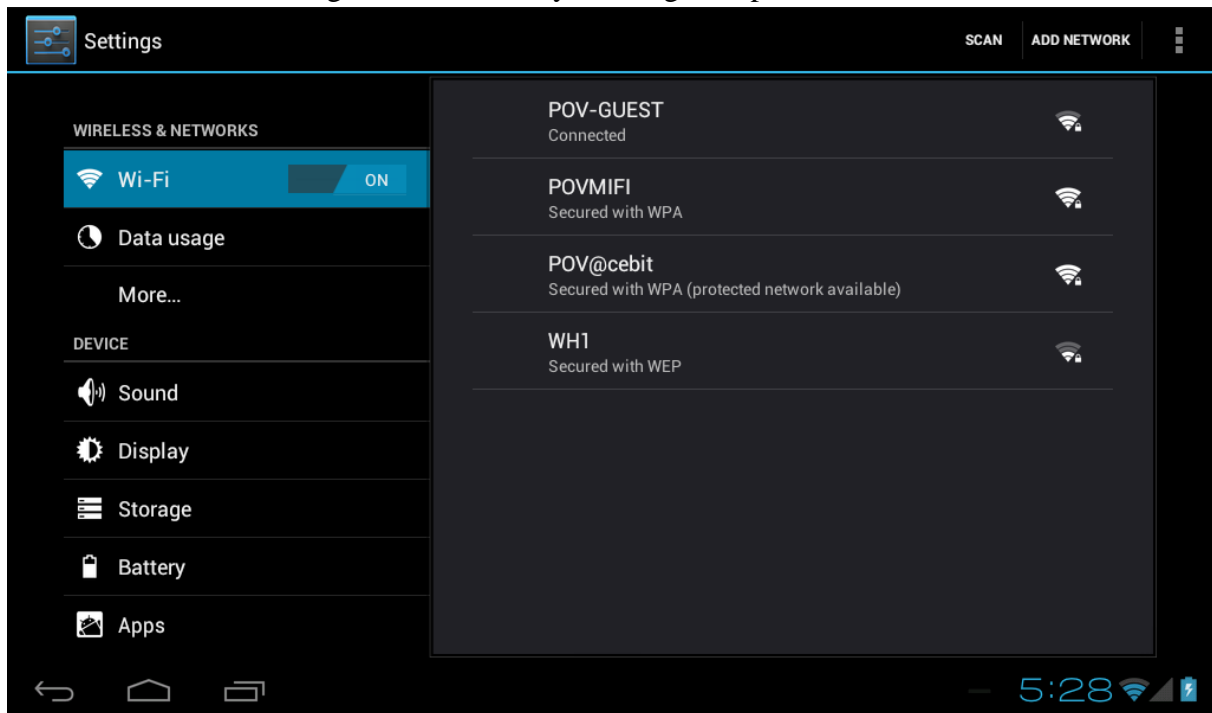 Settings
SCAN
ADD NETWORK
WIRELESS & NETWORKS
Wi-Fi
ON
Data usage
More...
DEVICE
Sound
Display
Storage
Battery
Apps
POV-GUEST
Connected
POVMIFI
Secured with WPA
POV@cebit
Secured with WPA (protected network available)
WH1
Secured with WEP
5:28